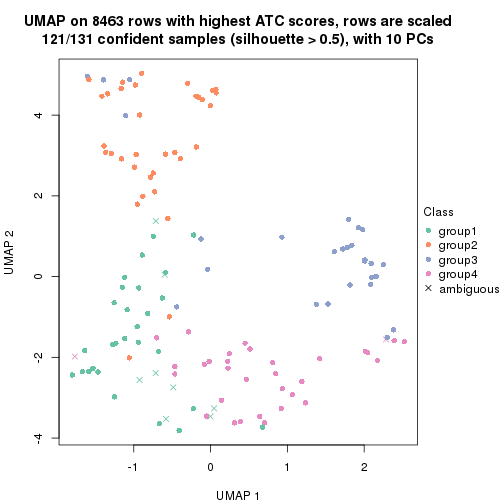 UMAP on 8463 rows with highest ATC scores, rows are scaled
121/131 confident samples (silhouette > 0.5), with 10 PCs
4
2
0
-2
-4
UMAP 2
-1
0
1
2
UMAP 1
Class
group1
group2
group3
group4
ambiguous